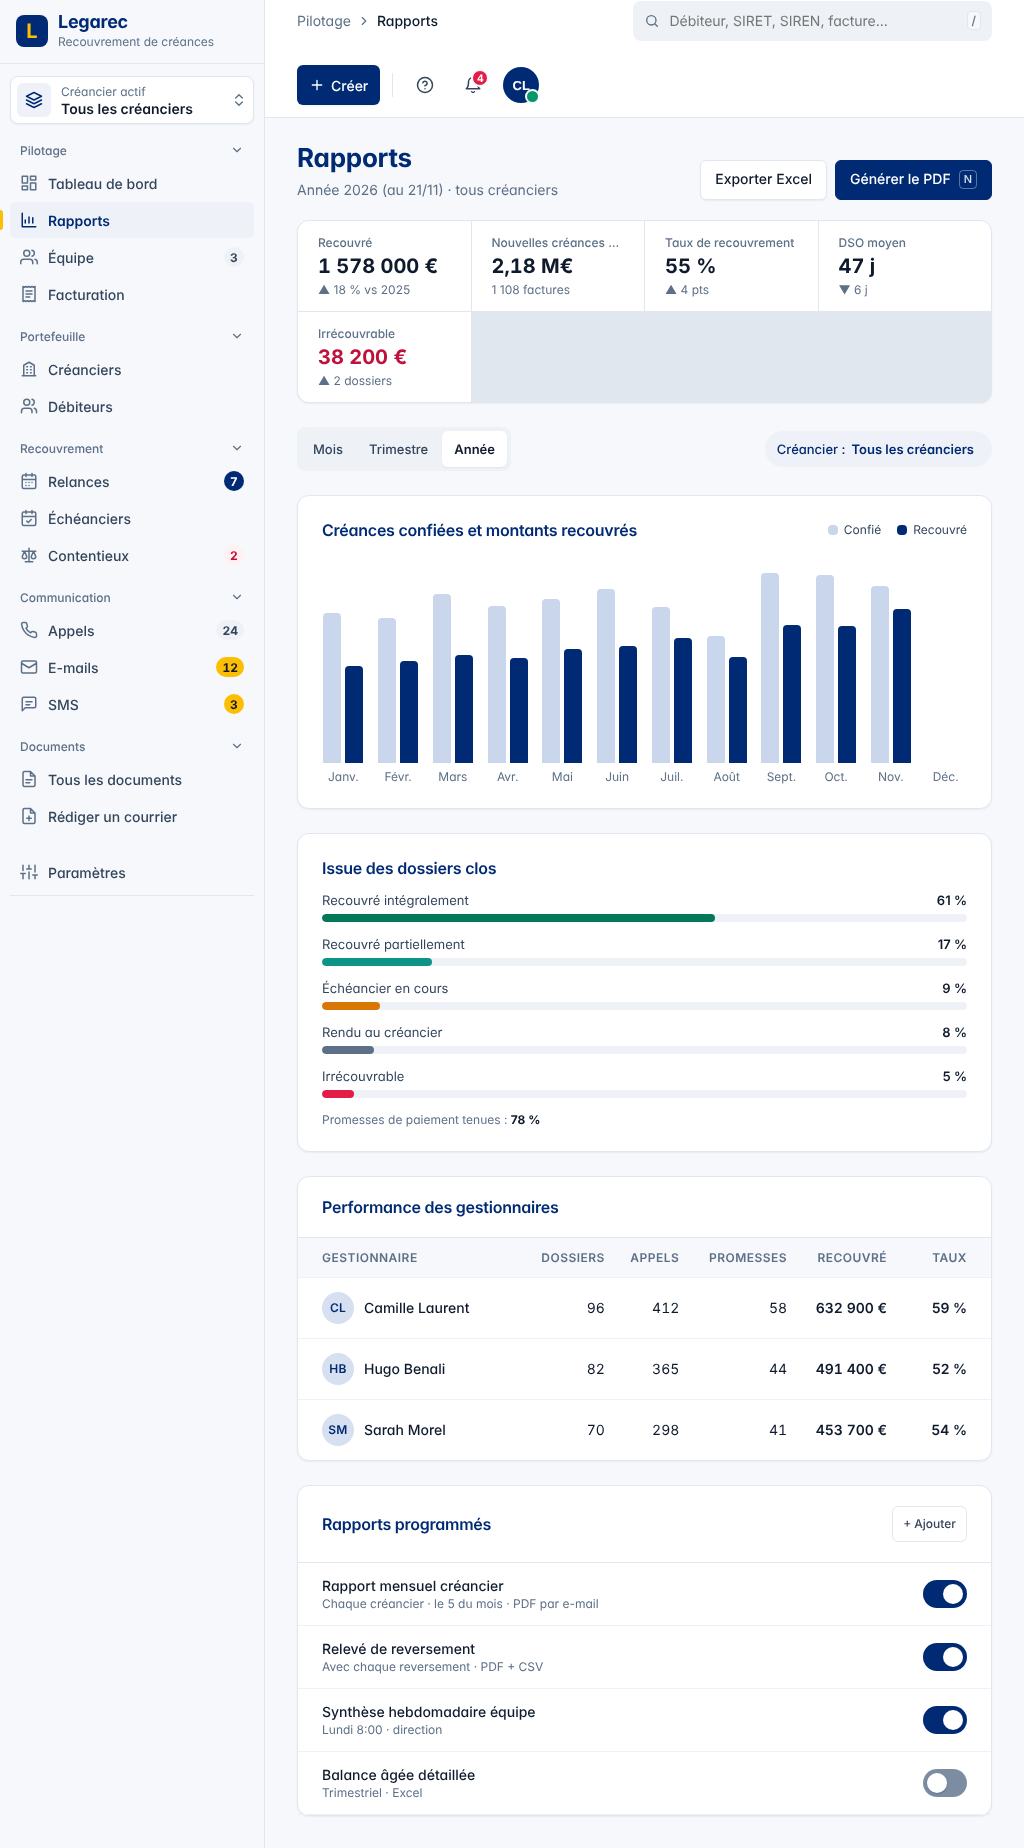 L
Legarec
Recouvrement de créances
Créancier actif
Tous les créanciers
Pilotage
Tableau de bord
Rapports
Équipe 3
Facturation
Portefeuille
Créanciers
Débiteurs
Recouvrement
Relances 7
Échéanciers
Contentieux 2
Communication
Appels 24
E-mails 12
SMS 3
Documents
Tous les documents
Rédiger un courrier
Paramètres
Pilotage > Rapports
Débiteur, SIRET, SIREN, facture... /
+ Créer
4
CL
Rapports
Année 2026 (au 21/11) · tous créanciers
Exporter Excel
Générer le PDF N
Recouvré
1 578 000 €
▲ 18 % vs 2025
Nouvelles créances ...
2,18 M€
1 108 factures
Taux de recouvrement
55 %
▲ 4 pts
DSO moyen
47 j
▼ 6 j
Irrécouvrable
38 200 €
▲ 2 dossiers
Mois Trimestre Année
Créancier : Tous les créanciers
Créances confiées et montants recouvrés
Confié Recouvré
Janv. Févr. Mars Avr. Mai Juin Juil. Août Sept. Oct. Nov. Déc.
Issue des dossiers clos
Recouvré intégralement 61 %
Recouvré partiellement 17 %
Échéancier en cours 9 %
Rendu au créancier 8 %
Irrécouvrable 5 %
Promesses de paiement tenues : 78 %
Performance des gestionnaires
GESTIONNAIRE DOSSIERS APPELS PROMESSES RECOUVRÉ TAUX
CL Camille Laurent 96 412 58 632 900 € 59 %
HB Hugo Benali 82 365 44 491 400 € 52 %
SM Sarah Morel 70 298 41 453 700 € 54 %
Rapports programmés
+ Ajouter
Rapport mensuel créancier
Chaque créancier · le 5 du mois · PDF par e-mail
Relevé de reversement
Avec chaque reversement · PDF + CSV
Synthèse hebdomadaire équipe
Lundi 8:00 · direction
Balance âgée détaillée
Trimestriel · Excel